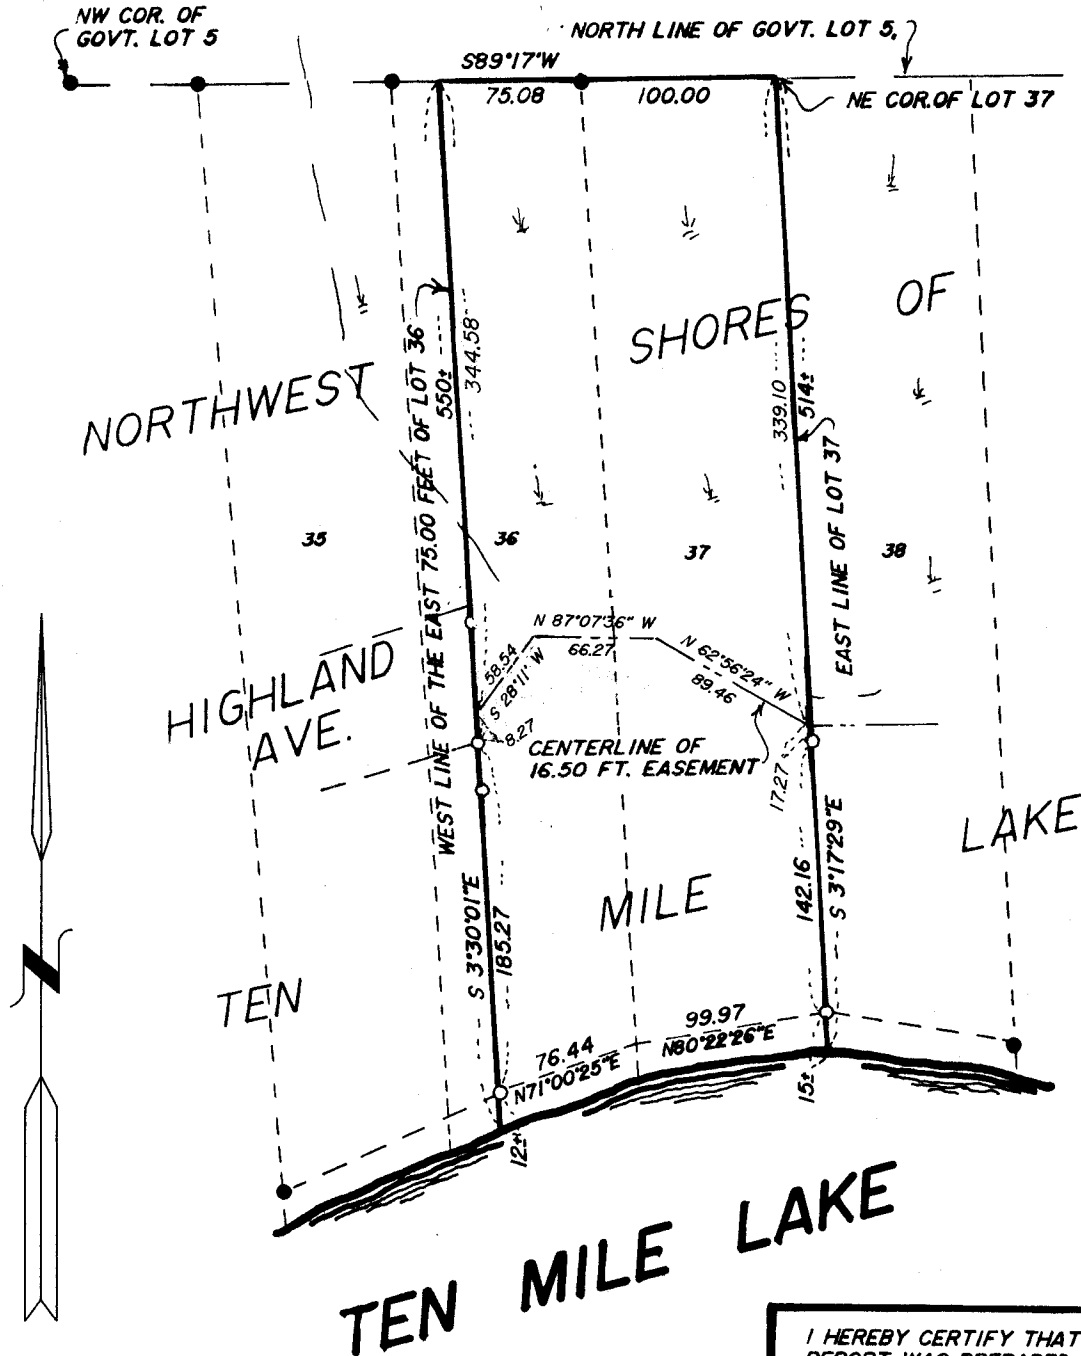 NW COR. OF
GOVT. LOT 5
NORTH LINE OF GOVT. LOT 5,
S89°17'W
75.08
100.00
NE COR.OF LOT 37
SHORES
OF
NORTHWEST
WEST LINE OF THE EAST 75.00 FEET OF LOT 36
550±
344.58
339.10
514±
EAST LINE OF LOT 37
35
36
37
38
N 87°07'36" W
66.27
N 62°56'24" W
89.46
58.54
S 28°11' W
8.27
HIGHLAND
AVE.
CENTERLINE OF
16.50 FT. EASEMENT
17.27
LAKE
S 3°30'01"E
185.27
MILE
142.16
S 3°17'29"E
TEN
76.44
N71°00'25"E
99.97
N80°22'26"E
12±
15±
N
TEN MILE LAKE
I HEREBY CERTIFY THAT
REPORT WAS PREPARED